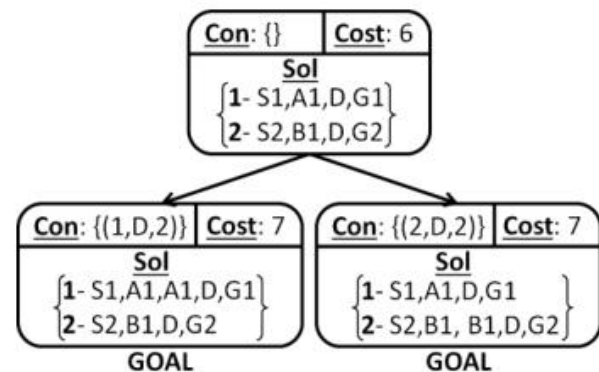 Con: {} Cost: 6
Sol
1- S1,A1,D,G1
2- S2,B1,D,G2
Con: {(1,D,2)} Cost: 7
Sol
1- S1,A1,A1,D,G1
2- S2,B1,D,G2
GOAL
Con: {(2,D,2)} Cost: 7
Sol
1- S1,A1,D,G1
2- S2,B1, B1,D,G2
GOAL